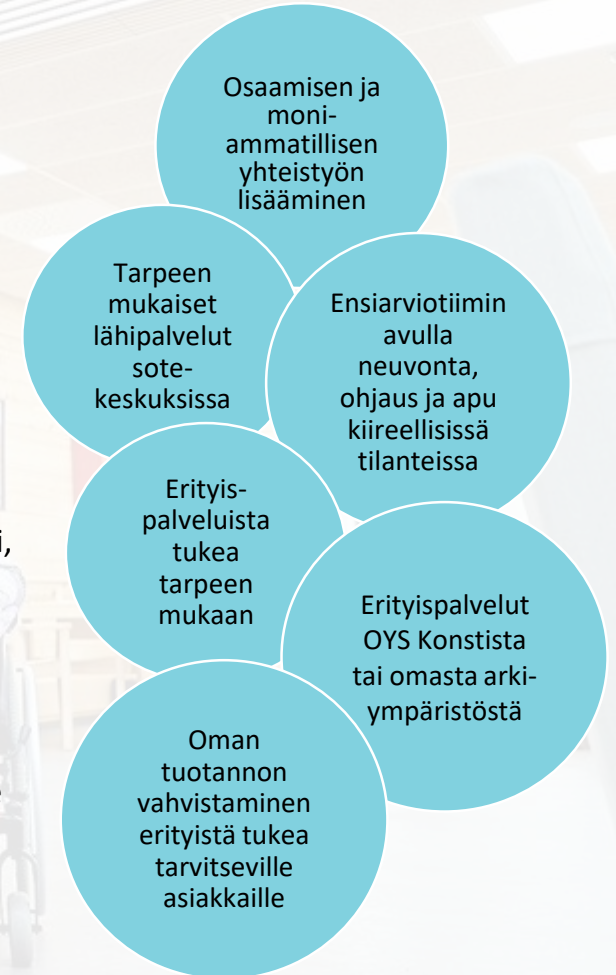 Osaamisen ja
moni-
ammatillisen
yhteistyön
lisääminen
Tarpeen
mukaiset
lähipalvelut
sote-
keskuksissa
Ensiarviotiimin
avulla
neuvonta,
ohjaus ja apu
kiireellisissä
tilanteissa
Erityis-
palveluista
tukea
tarpeen
mukaan
Erityispalvelut
OYS Konstista
tai omasta arki-
ympäristöstä
Oman
tuotannon
vahvistaminen
erityistä tukea
tarvitseville
asiakkaille